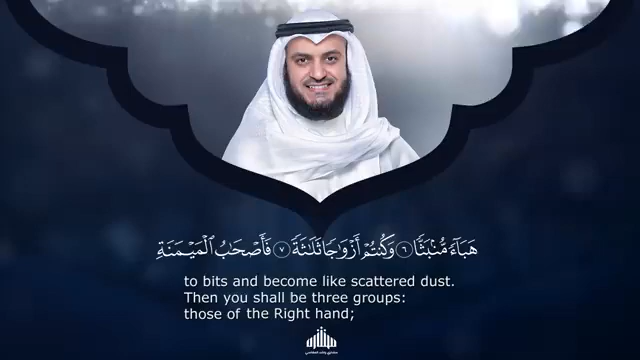 هَبَآءً مُّنۢبَثًّا ٦ وَكُنتُمْ أَزْوَٰجًا ثَلَٰثَةً ٧ فَأَصْحَٰبُ ٱلْمَيْمَنَةِ
to bits and become like scattered dust.
Then you shall be three groups:
those of the Right hand;